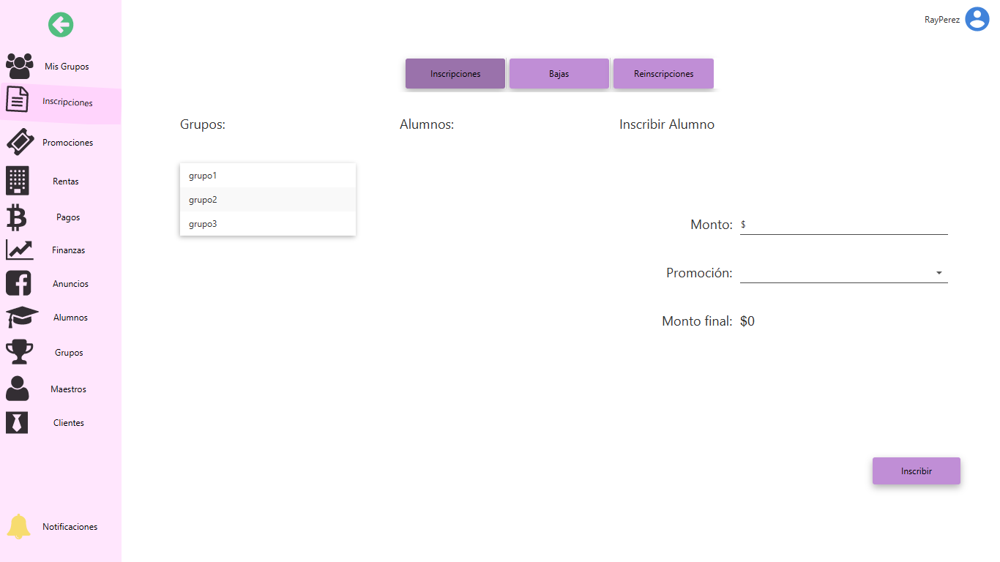 RayPerez
Mis Grupos
Inscripciones
Promociones
Rentas
Pagos
Finanzas
Anuncios
Alumnos
Grupos
Maestros
Clientes
Notificaciones
Inscripciones
Bajas
Reinscripciones
Grupos:
grupo1
grupo2
grupo3
Alumnos:
Inscribir Alumno
Monto: $
Promoción:
Monto final: $0
Inscribir